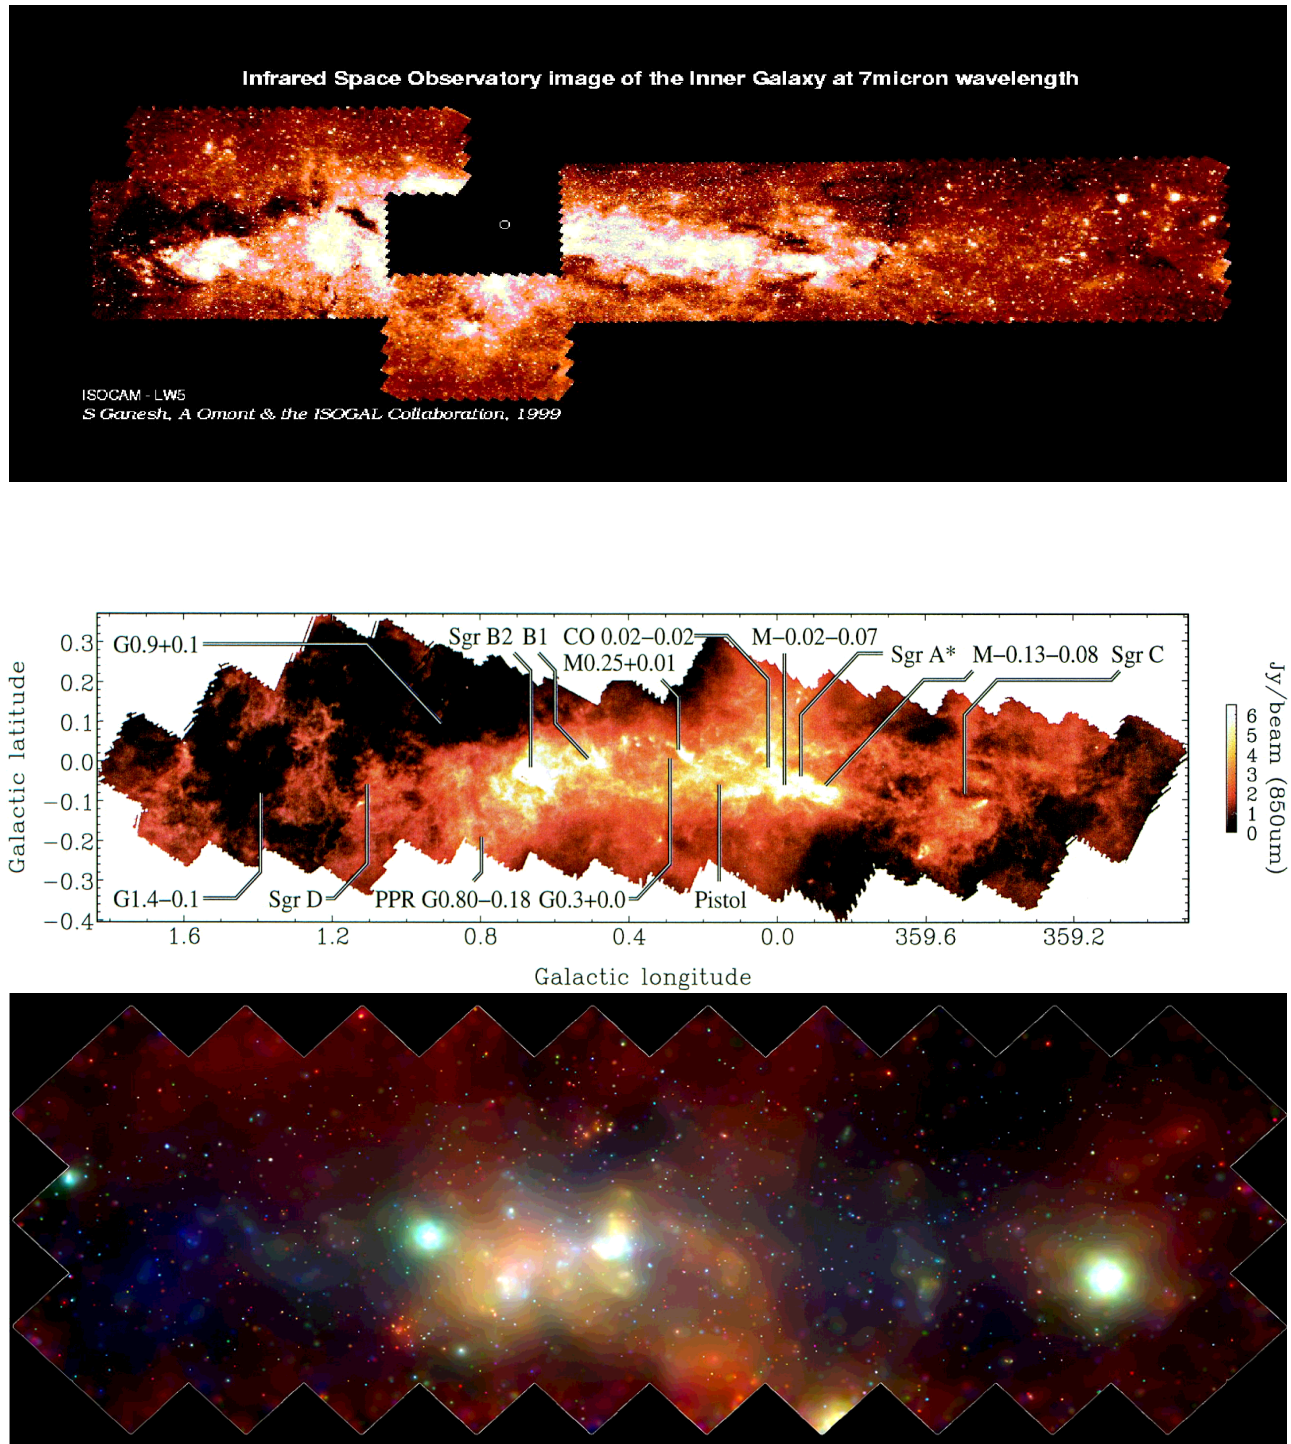 Infrared Space Observatory image of the Inner Galaxy at 7micron wavelength
ISOCAM - LW5
S Ganesh, A Omont & the ISOGAL Collaboration, 1999
G0.9+0.1
Sgr B2 B1 CO 0.02−0.02 M−0.02−0.07
M0.25+0.01
Sgr A* M−0.13−0.08 Sgr C
G1.4−0.1 Sgr D PPR G0.80−0.18 G0.3+0.0 Pistol
Galactic latitude
0.3
0.2
0.1
0.0
−0.1
−0.2
−0.3
−0.4
1.6 1.2 0.8 0.4 0.0 359.6 359.2
Galactic longitude
6
5
4
3
2
1
0
Jy/beam (850um)